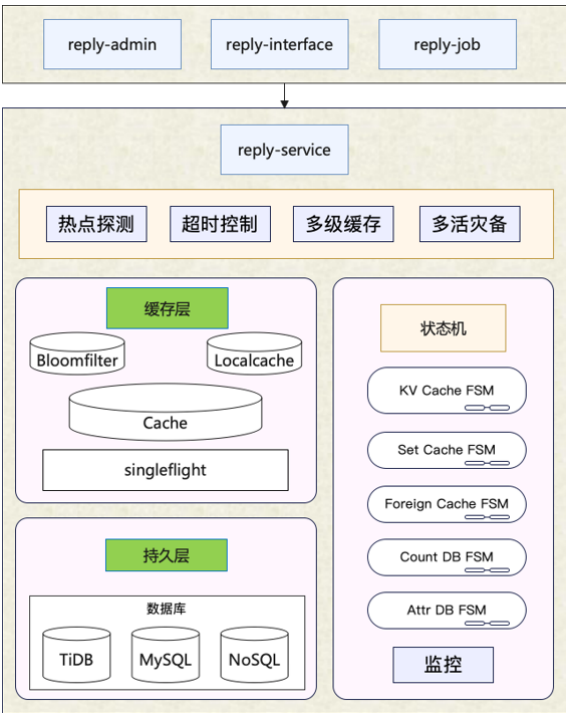 reply-admin
reply-interface
reply-job
reply-service
热点探测
超时控制
多级缓存
多活灾备
缓存层
Bloomfilter
Localcache
Cache
singleflight
持久层
数据库
TiDB
MySQL
NoSQL
状态机
KV Cache FSM
Set Cache FSM
Foreign Cache FSM
Count DB FSM
Attr DB FSM
监控